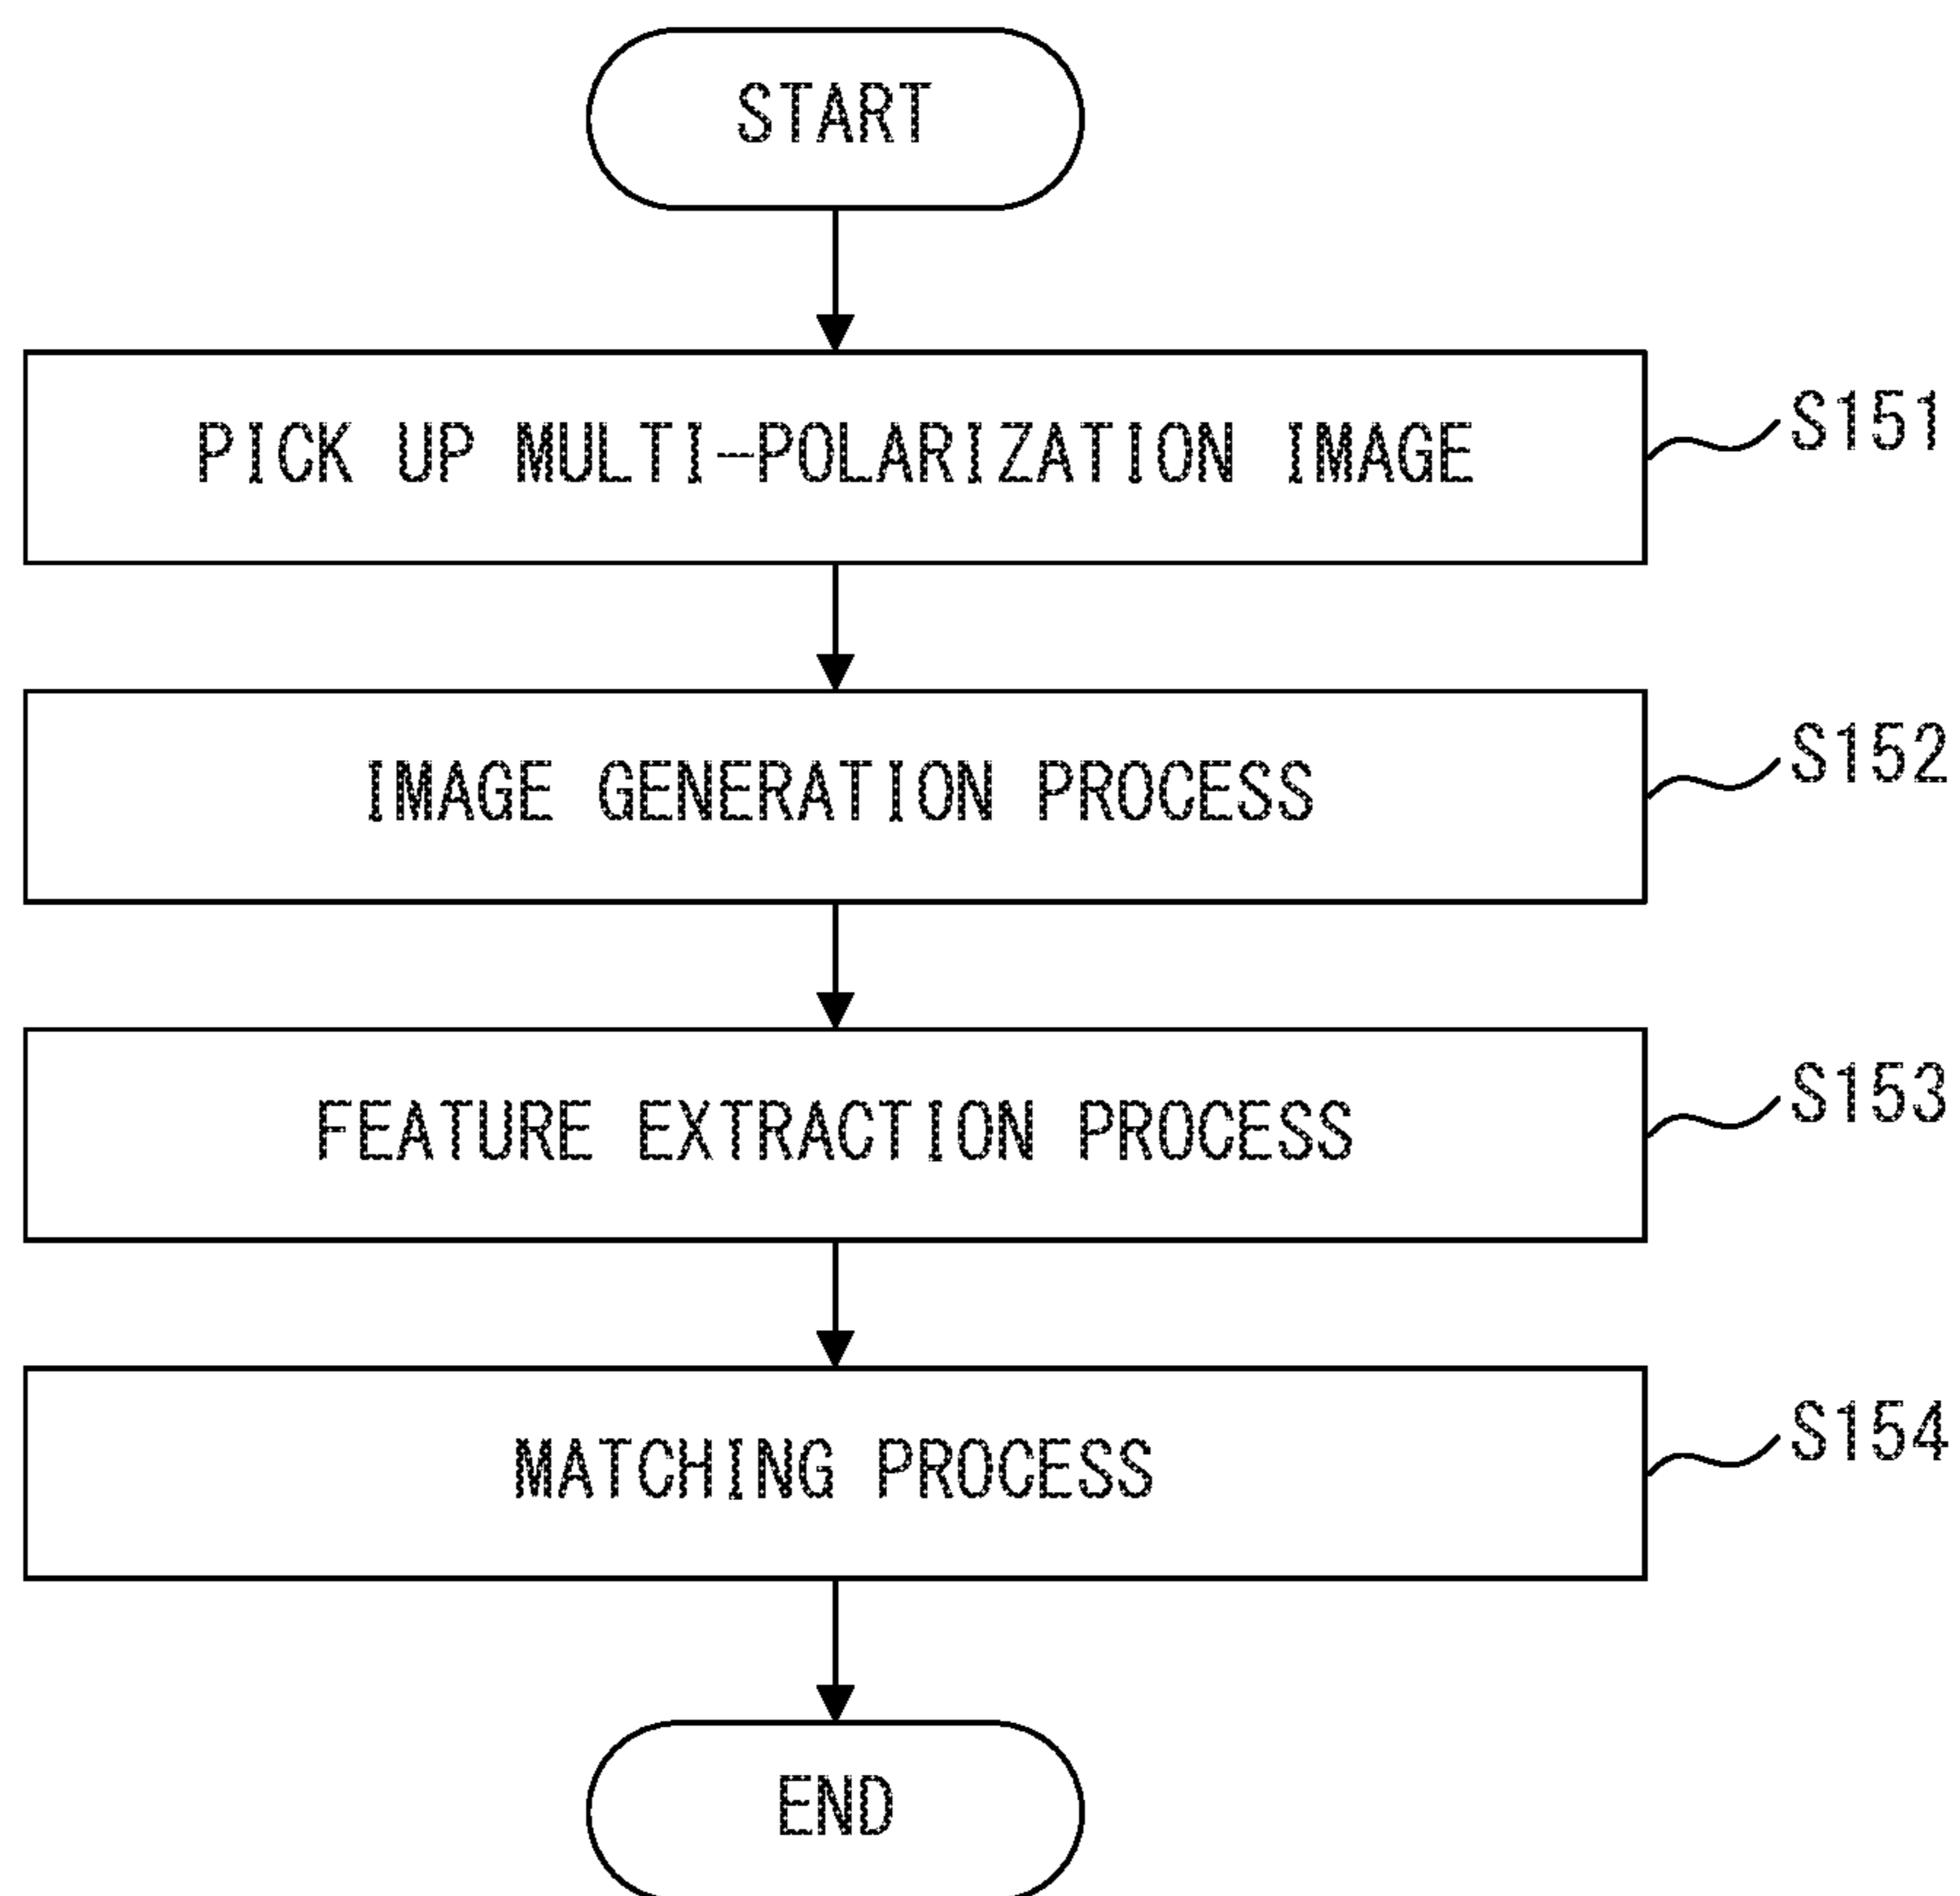 START
PICK UP MULTI-POLARIZATION IMAGE
S151
IMAGE GENERATION PROCESS
S152
FEATURE EXTRACTION PROCESS
S153
MATCHING PROCESS
S154
END